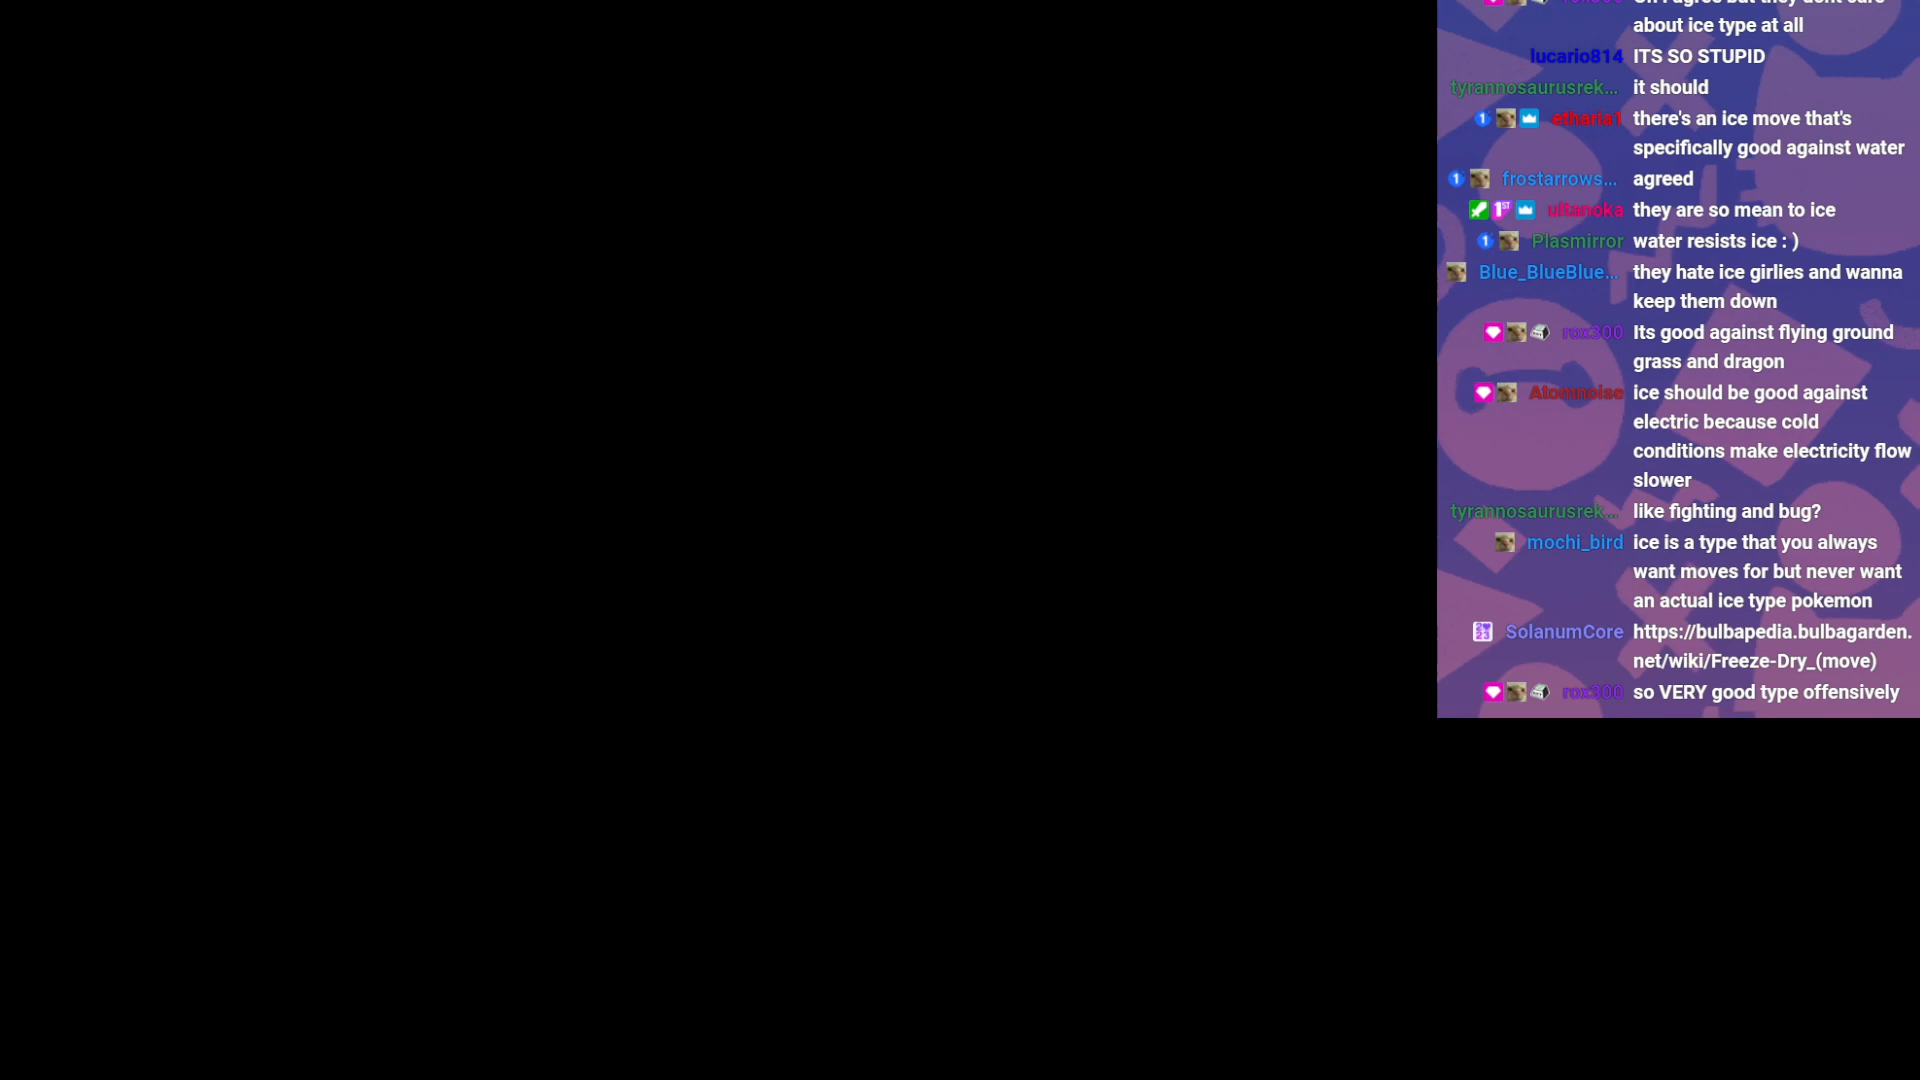 about ice type at all
lucario814 ITS SO STUPID
tyrannosaurusrek... it should
etharia1 there's an ice move that's
specifically good against water
frostarrows... agreed
ulfanoka they are so mean to ice
Plasmirror water resists ice : )
Blue_BlueBlue... they hate ice girlies and wanna
keep them down
rox300 Its good against flying ground
grass and dragon
Atomnoise ice should be good against
electric because cold
conditions make electricity flow
slower
tyrannosaurusrek... like fighting and bug?
mochi_bird ice is a type that you always
want moves for but never want
an actual ice type pokemon
SolanumCore https://bulbapedia.bulbagarden.
net/wiki/Freeze-Dry_(move)
rox300 so VERY good type offensively